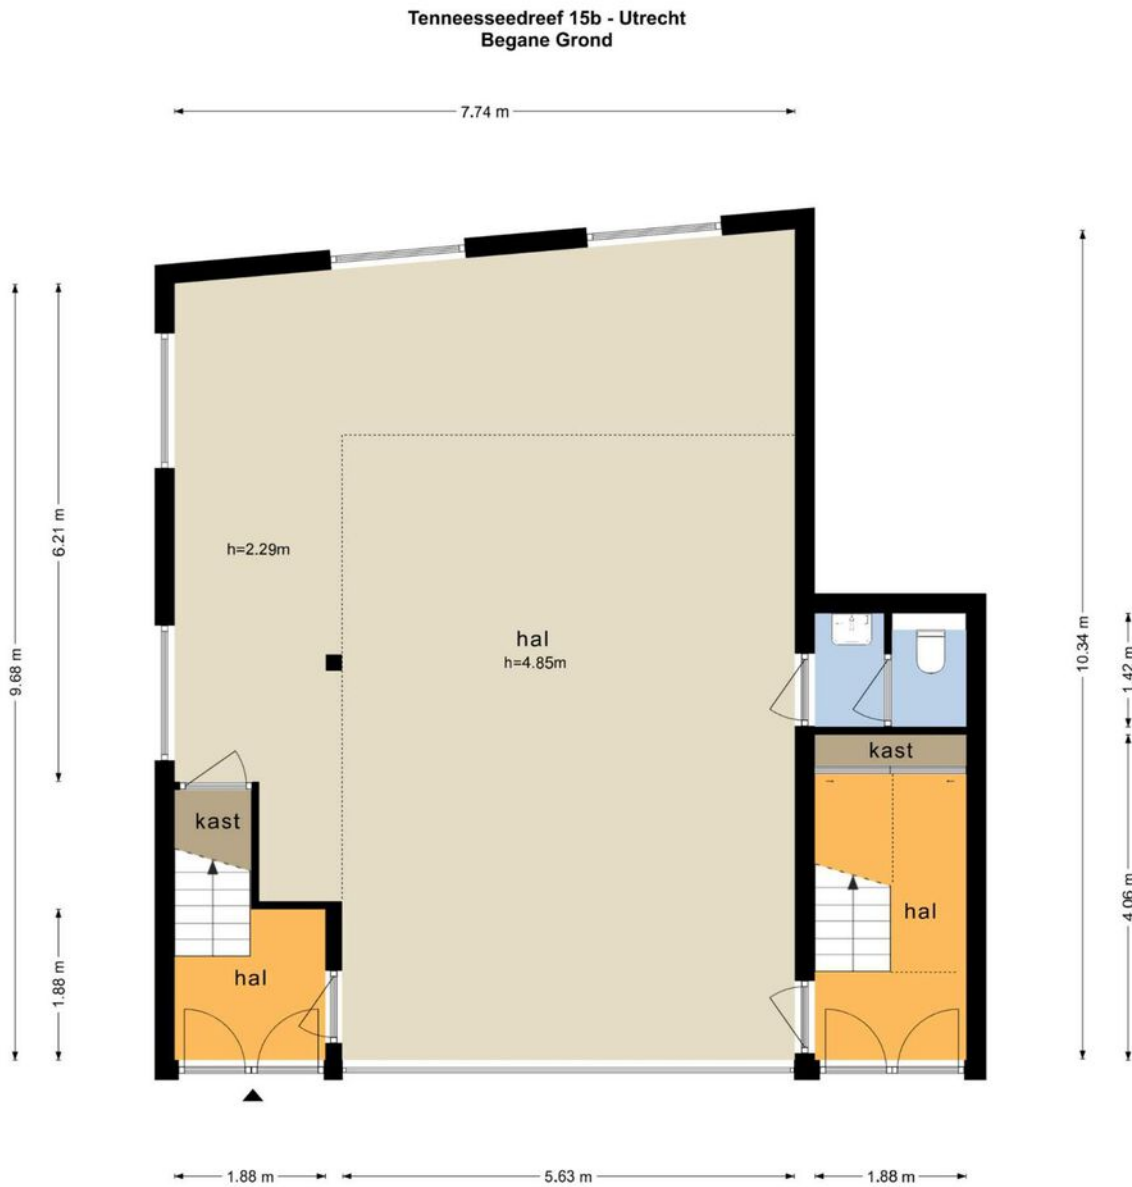 Tenneesseedreef 15b - Utrecht
Begane Grond
7.74 m
9.68 m
6.21 m
h=2.29m
hal
h=4.85m
10.34 m
1.42 m
kast
kast
hal
4.06 m
hal
1.88 m
1.88 m
5.63 m
1.88 m